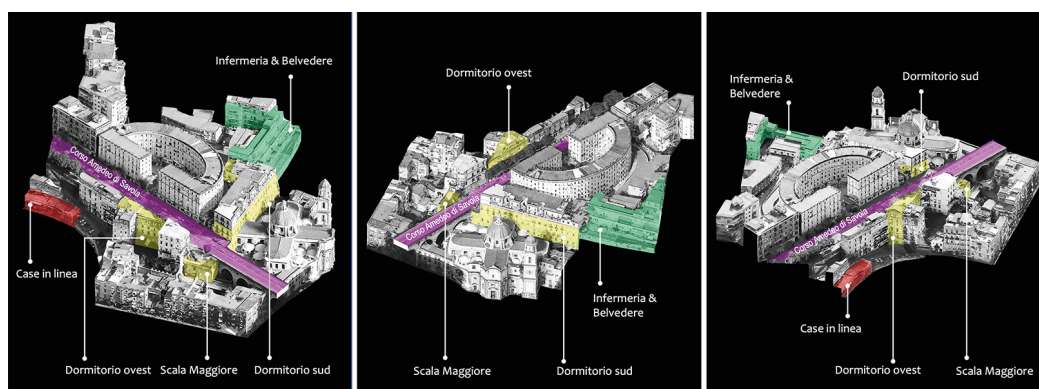 Infermeria & Belvedere
Corso Amedeo di Savoia
Case in linea
Dormitorio ovest
Scala Maggiore
Dormitorio sud
Dormitorio ovest
Corso Amedeo di Savoia
Infermeria &
Belvedere
Scala Maggiore
Dormitorio sud
Infermeria &
Belvedere
Dormitorio sud
Corso Amedeo di Savoia
Case in linea
Dormitorio ovest
Scala Maggiore